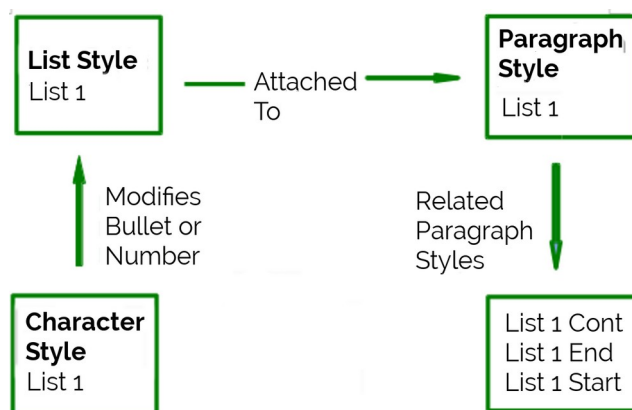 List Style
List 1
Attached
To
Paragraph
Style
List 1
Modifies
Bullet or
Number
Related
Paragraph
Styles
Character
Style
List 1
List 1 Cont
List 1 End
List 1 Start